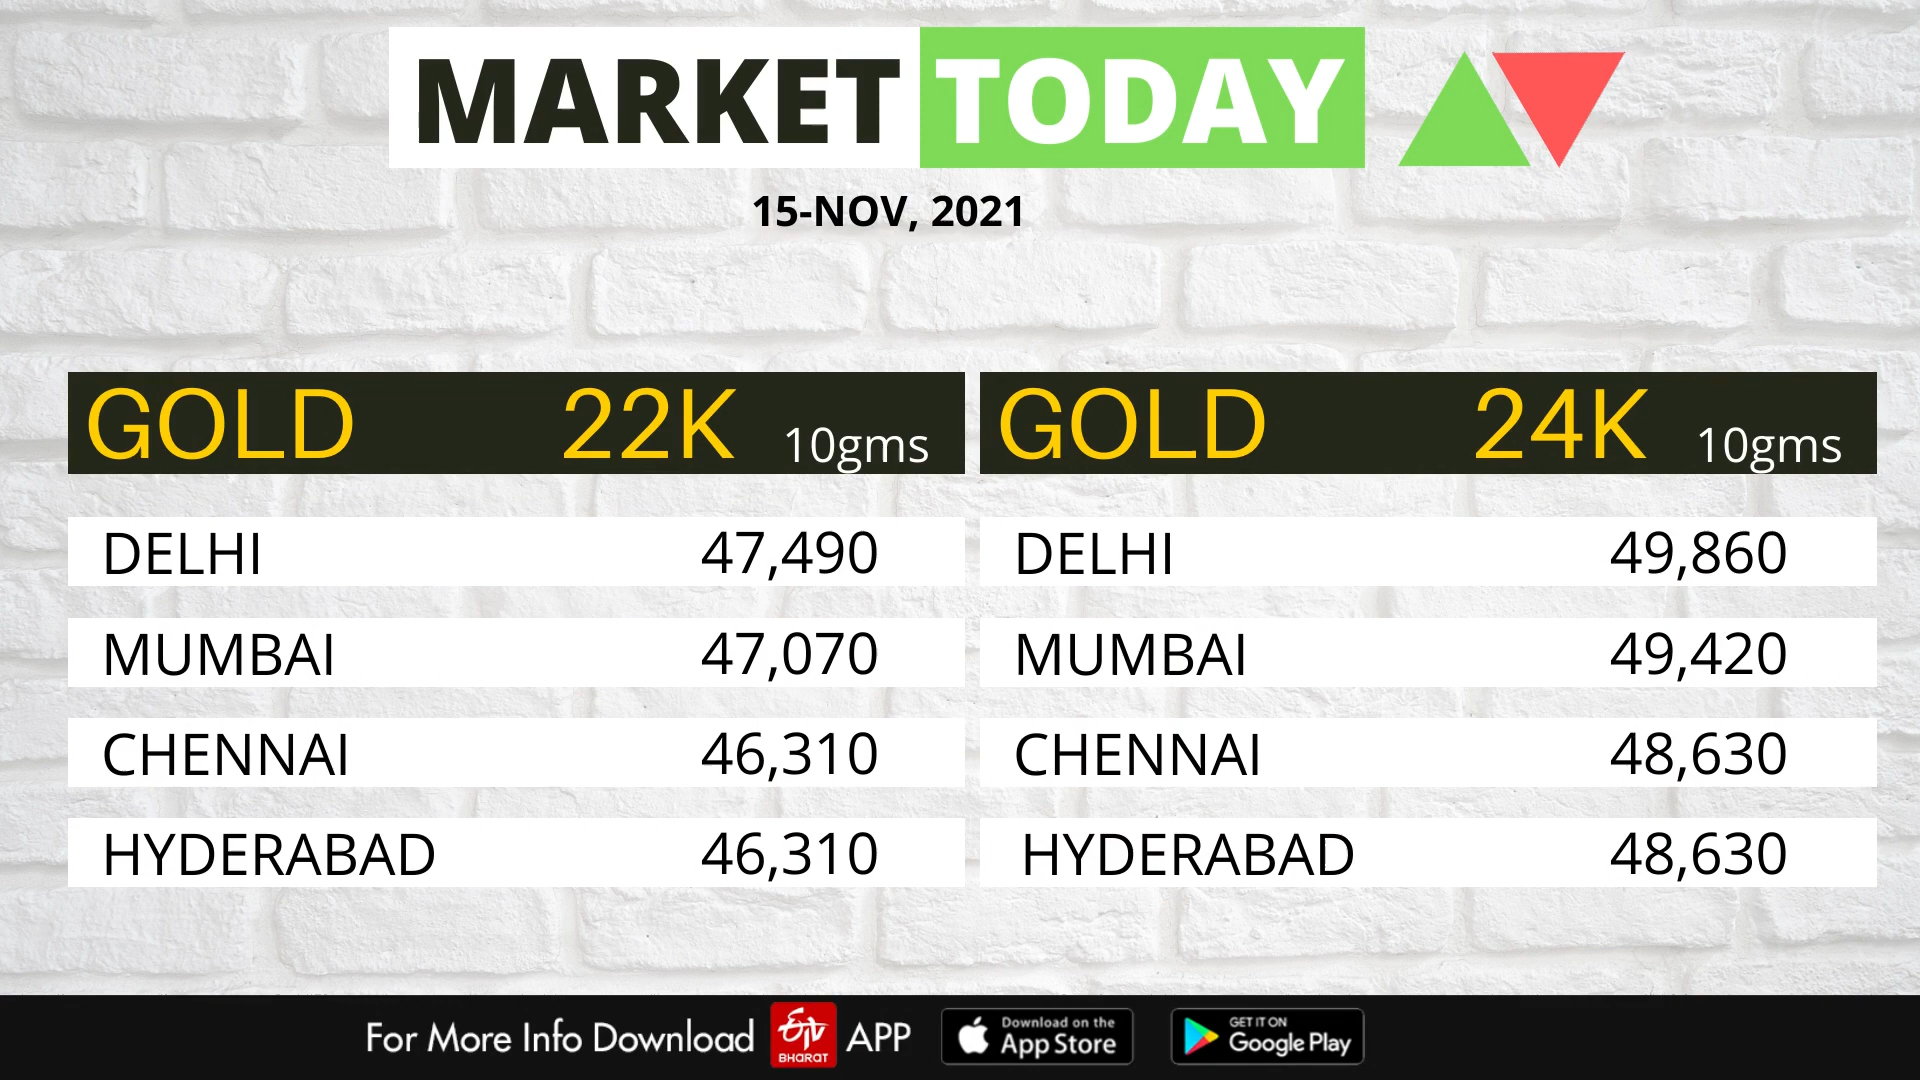 MARKET TODAY
15-NOV, 2021
GOLD 22K 10gms
DELHI 47,490
MUMBAI 47,070
CHENNAI 46,310
HYDERABAD 46,310
GOLD 24K 10gms
DELHI 49,860
MUMBAI 49,420
CHENNAI 48,630
HYDERABAD 48,630
For More Info Download ETV BHARAT APP
Download on the
App Store
GET IT ON
Google Play